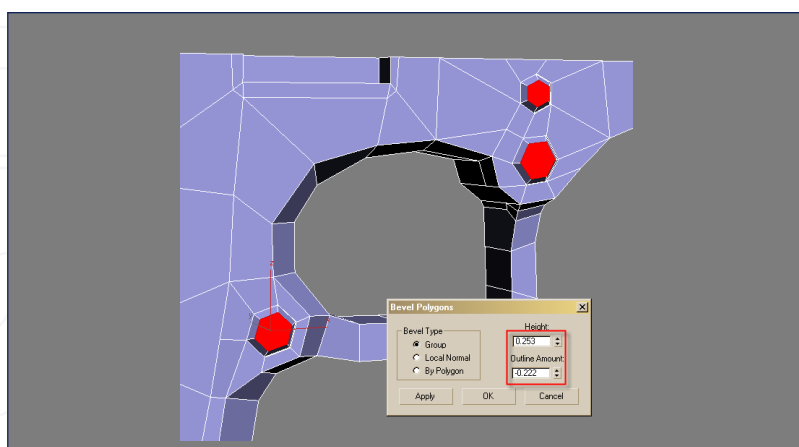 Bevel Polygons
Bevel Type
Group
Local Normal
By Polygon
Height:
0.253
Outline Amount:
-0.222
Apply
OK
Cancel